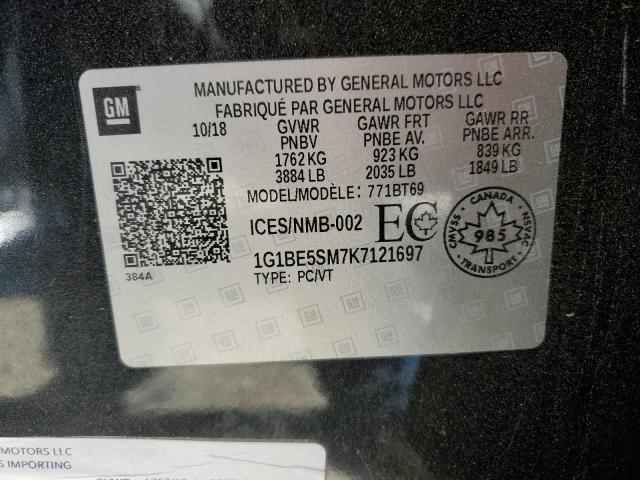 GM
MANUFACTURED BY GENERAL MOTORS LLC
FABRIQUÉ PAR GENERAL MOTORS LLC
10/18 GVWR GAWR FRT GAWR RR
PNBV PNBE AV. PNBE ARR.
1762 KG 923 KG 839 KG
3884 LB 2035 LB 1849 LB
MODEL/MODÈLE: 771BT69
ICES/NMB-002 EC
CANADA
CMVSS 985 NSVAC
TRANSPORT
1G1BE5SM7K7121697
TYPE: PC/VT
384A
MOTORS LLC
IMPORTING